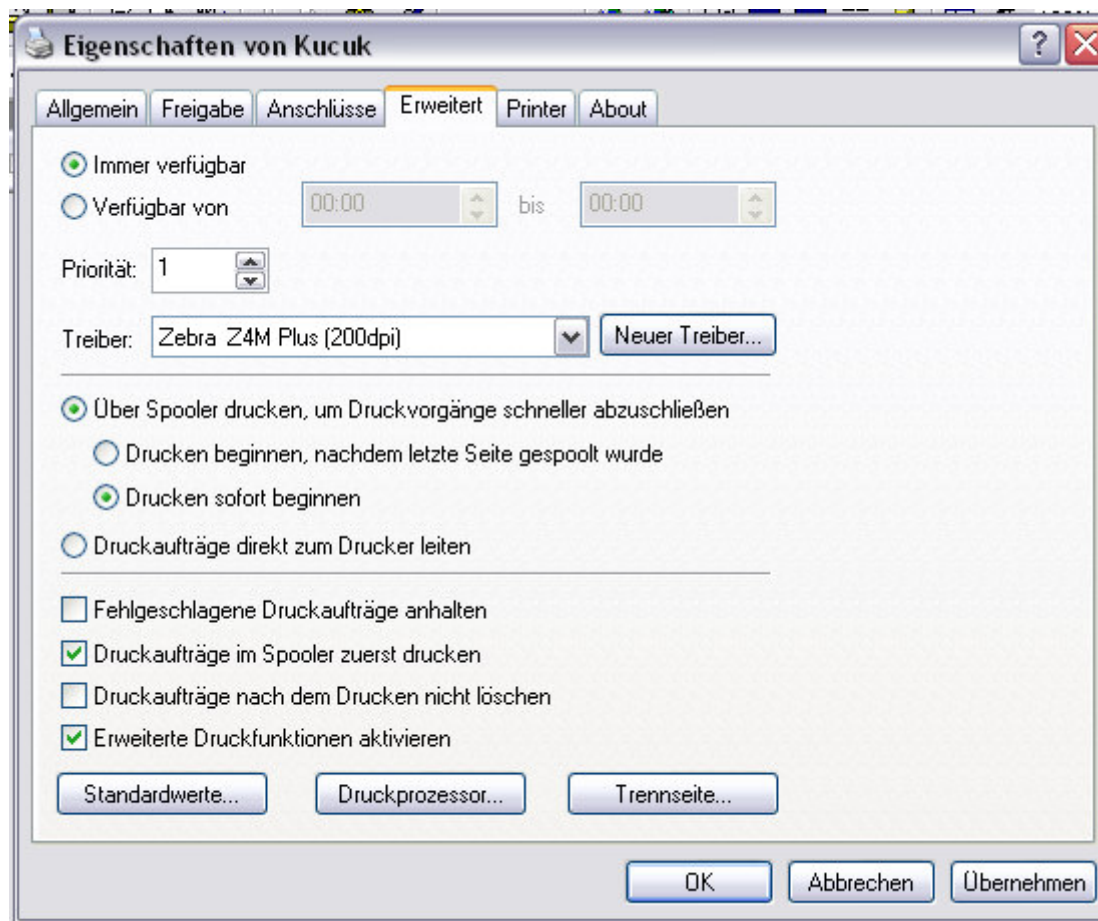 Eigenschaften von Kucuk
?
Allgemein Freigabe Anschlüsse Erweitert Printer About
Immer verfügbar
Verfügbar von 00:00 bis 00:00
Priorität: 1
Treiber: Zebra Z4M Plus (200dpi) Neuer Treiber...
Über Spooler drucken, um Druckvorgänge schneller abzuschließen
Drucken beginnen, nachdem letzte Seite gespoolt wurde
Drucken sofort beginnen
Druckaufträge direkt zum Drucker leiten
Fehlgeschlagene Druckaufträge anhalten
Druckaufträge im Spooler zuerst drucken
Druckaufträge nach dem Drucken nicht löschen
Erweiterte Druckfunktionen aktivieren
Standardwerte... Druckprozessor... Trennseite...
OK Abbrechen Übernehmen